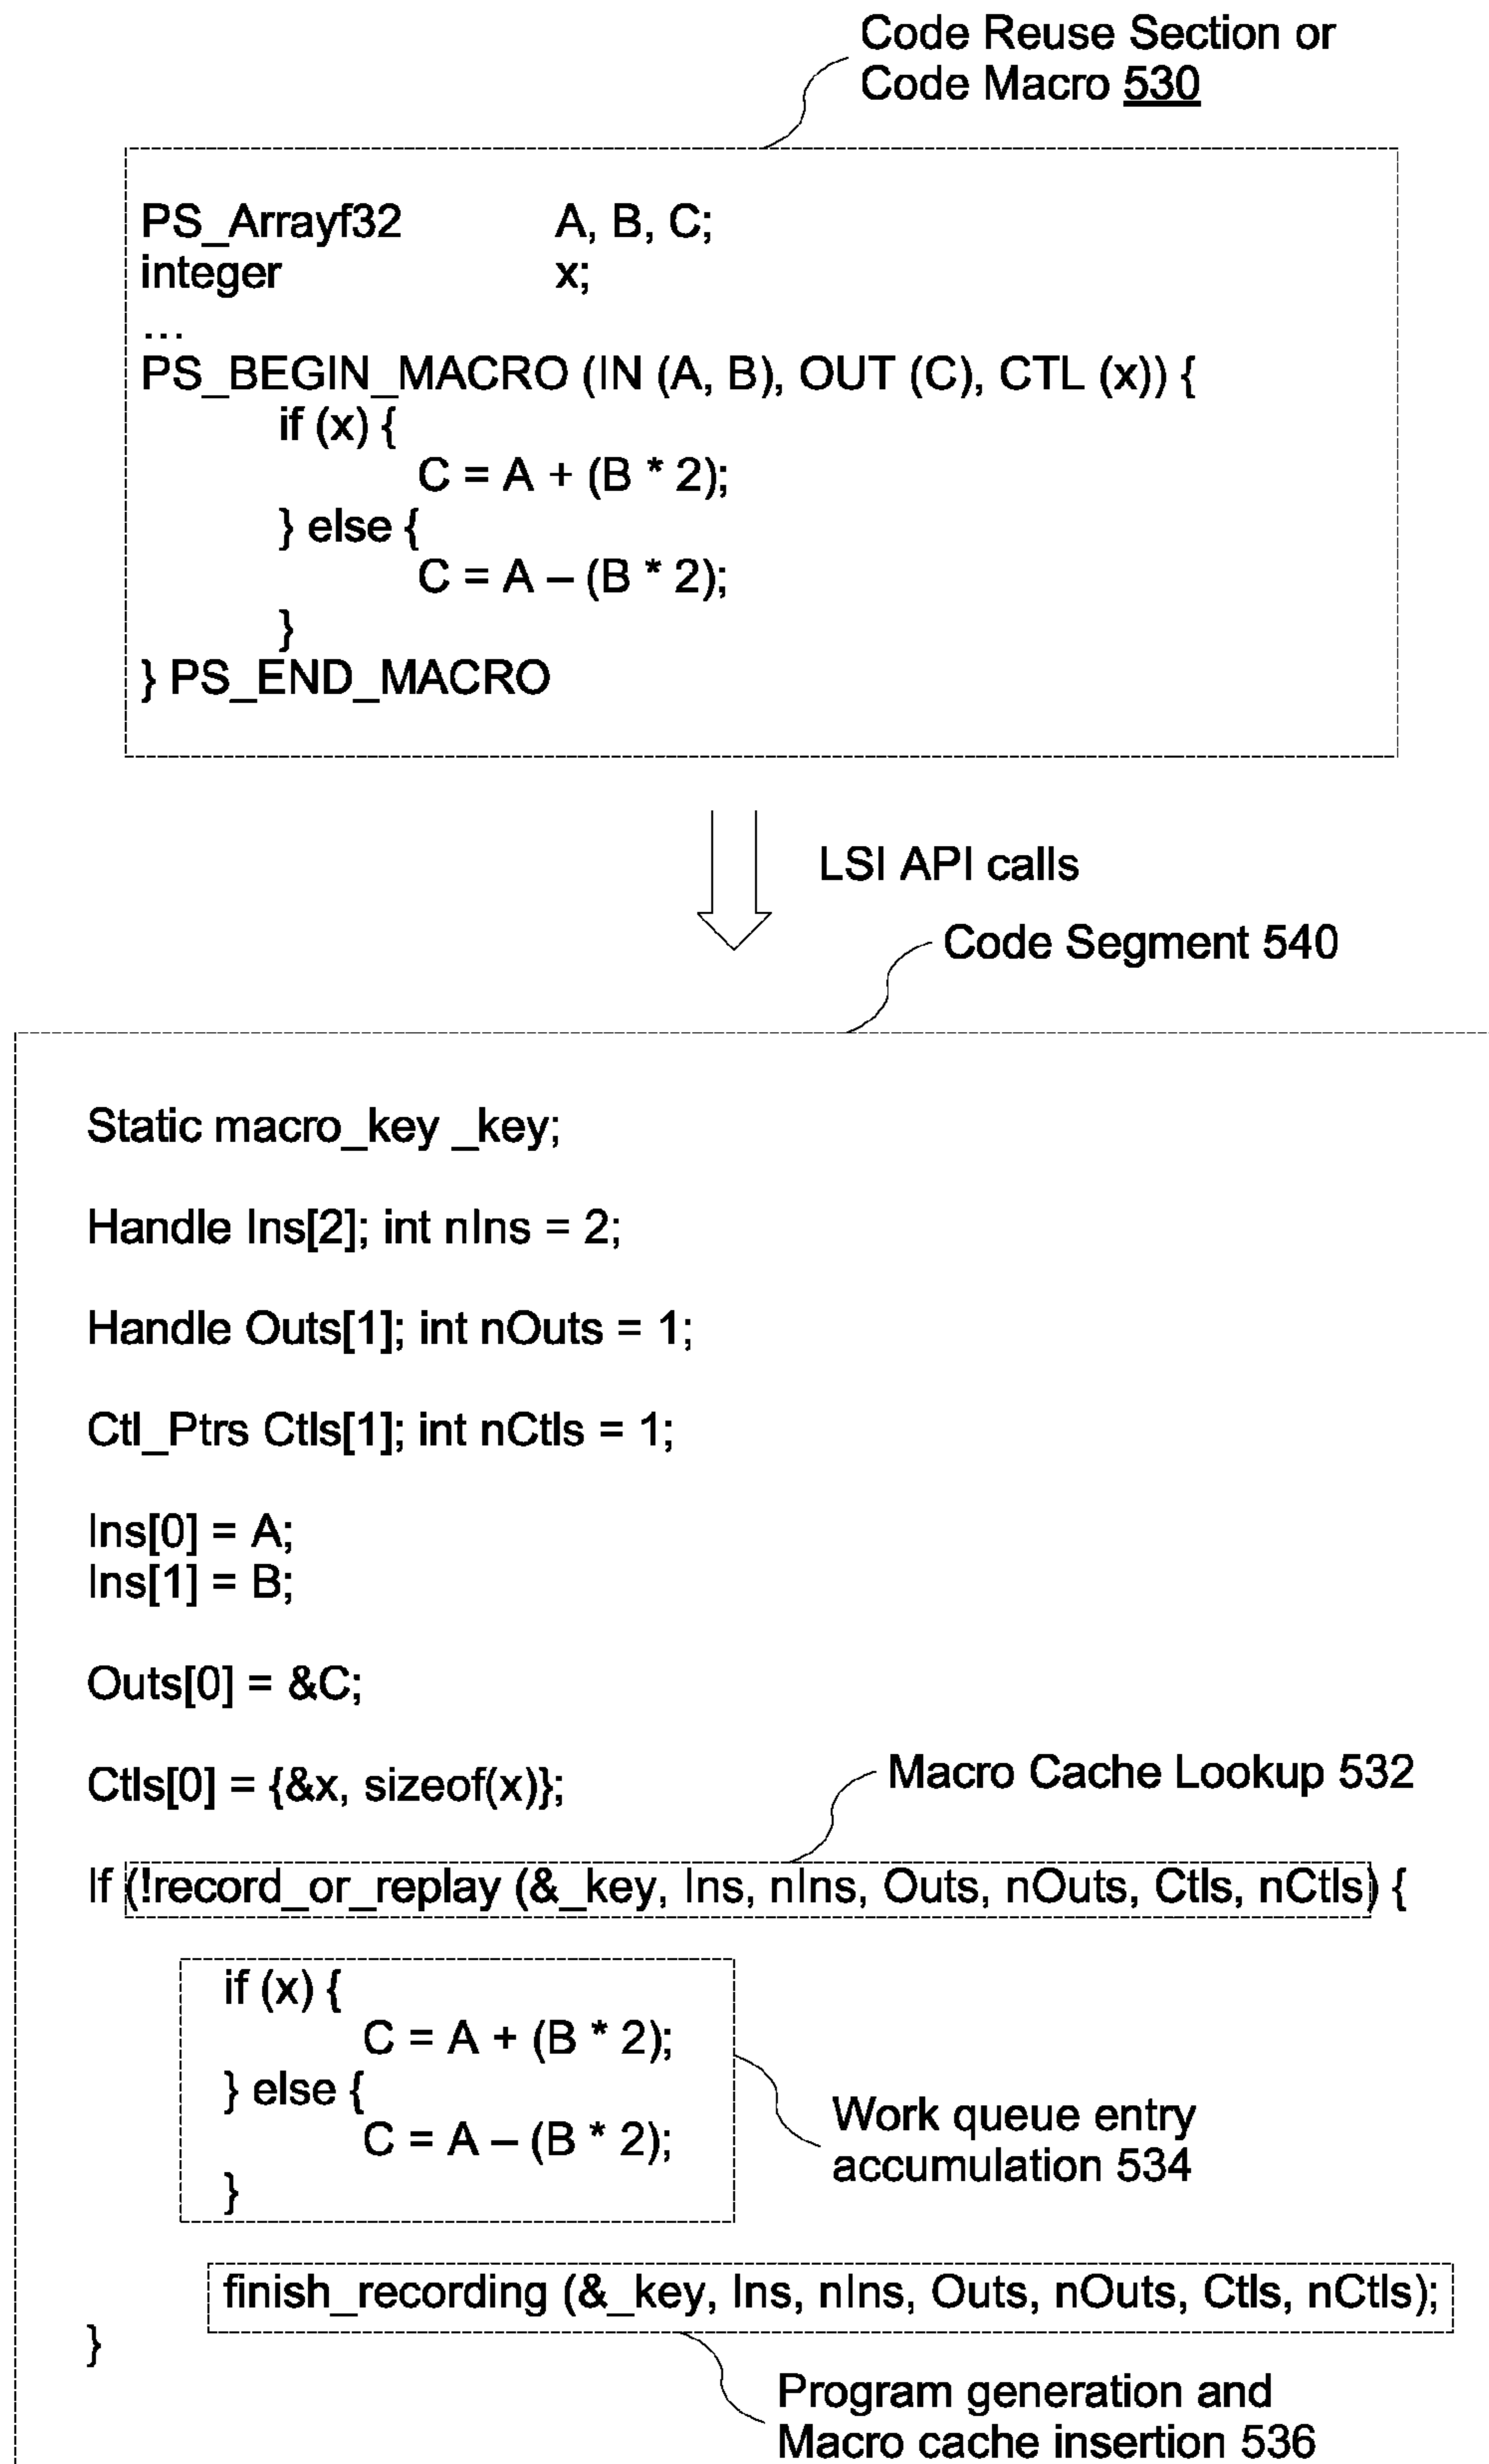 Code Reuse Section or
Code Macro 530
PS_Arrayf32 A, B, C;
integer x;
...
PS_BEGIN_MACRO (IN (A, B), OUT (C), CTL (x)) {
if (x) {
C = A + (B * 2);
} else {
C = A – (B * 2);
}
} PS_END_MACRO
LSI API calls
Code Segment 540
Static macro_key _key;
Handle Ins[2]; int nIns = 2;
Handle Outs[1]; int nOuts = 1;
Ctl_Ptrs Ctls[1]; int nCtls = 1;
Ins[0] = A;
Ins[1] = B;
Outs[0] = &C;
Ctls[0] = {&x, sizeof(x)};
Macro Cache Lookup 532
If (!record_or_replay (&_key, Ins, nIns, Outs, nOuts, Ctls, nCtls) {
if (x) {
C = A + (B * 2);
} else {
C = A – (B * 2);
}
Work queue entry
accumulation 534
finish_recording (&_key, Ins, nIns, Outs, nOuts, Ctls, nCtls);
}
Program generation and
Macro cache insertion 536